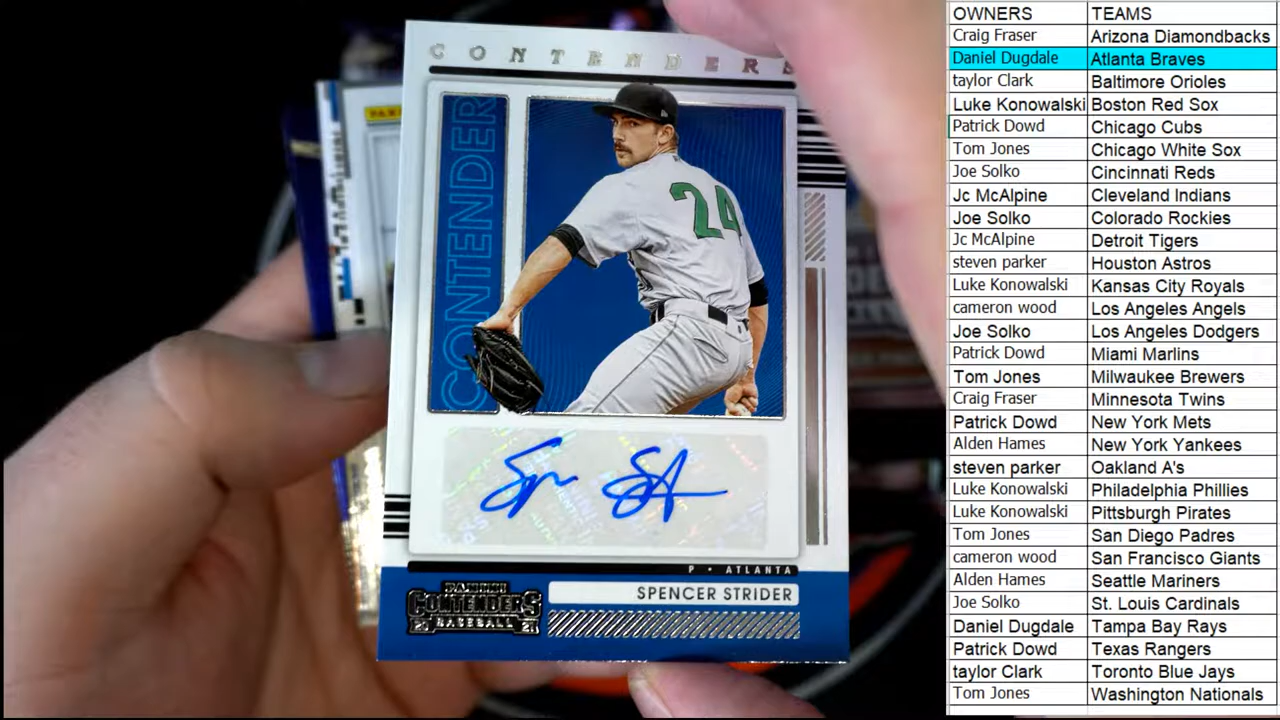 CONTENDERS
CONTENDER
24
P • ATLANTA
SPENCER STRIDER
PANINI
CONTENDERS
BASEBALL
20 21
OWNERS TEAMS
Craig Fraser Arizona Diamondbacks
Daniel Dugdale Atlanta Braves
taylor Clark Baltimore Orioles
Luke Konowalski Boston Red Sox
Patrick Dowd Chicago Cubs
Tom Jones Chicago White Sox
Joe Solko Cincinnati Reds
Jc McAlpine Cleveland Indians
Joe Solko Colorado Rockies
Jc McAlpine Detroit Tigers
steven parker Houston Astros
Luke Konowalski Kansas City Royals
cameron wood Los Angeles Angels
Joe Solko Los Angeles Dodgers
Patrick Dowd Miami Marlins
Tom Jones Milwaukee Brewers
Craig Fraser Minnesota Twins
Patrick Dowd New York Mets
Alden Hames New York Yankees
steven parker Oakland A's
Luke Konowalski Philadelphia Phillies
Luke Konowalski Pittsburgh Pirates
Tom Jones San Diego Padres
cameron wood San Francisco Giants
Alden Hames Seattle Mariners
Joe Solko St. Louis Cardinals
Daniel Dugdale Tampa Bay Rays
Patrick Dowd Texas Rangers
taylor Clark Toronto Blue Jays
Tom Jones Washington Nationals